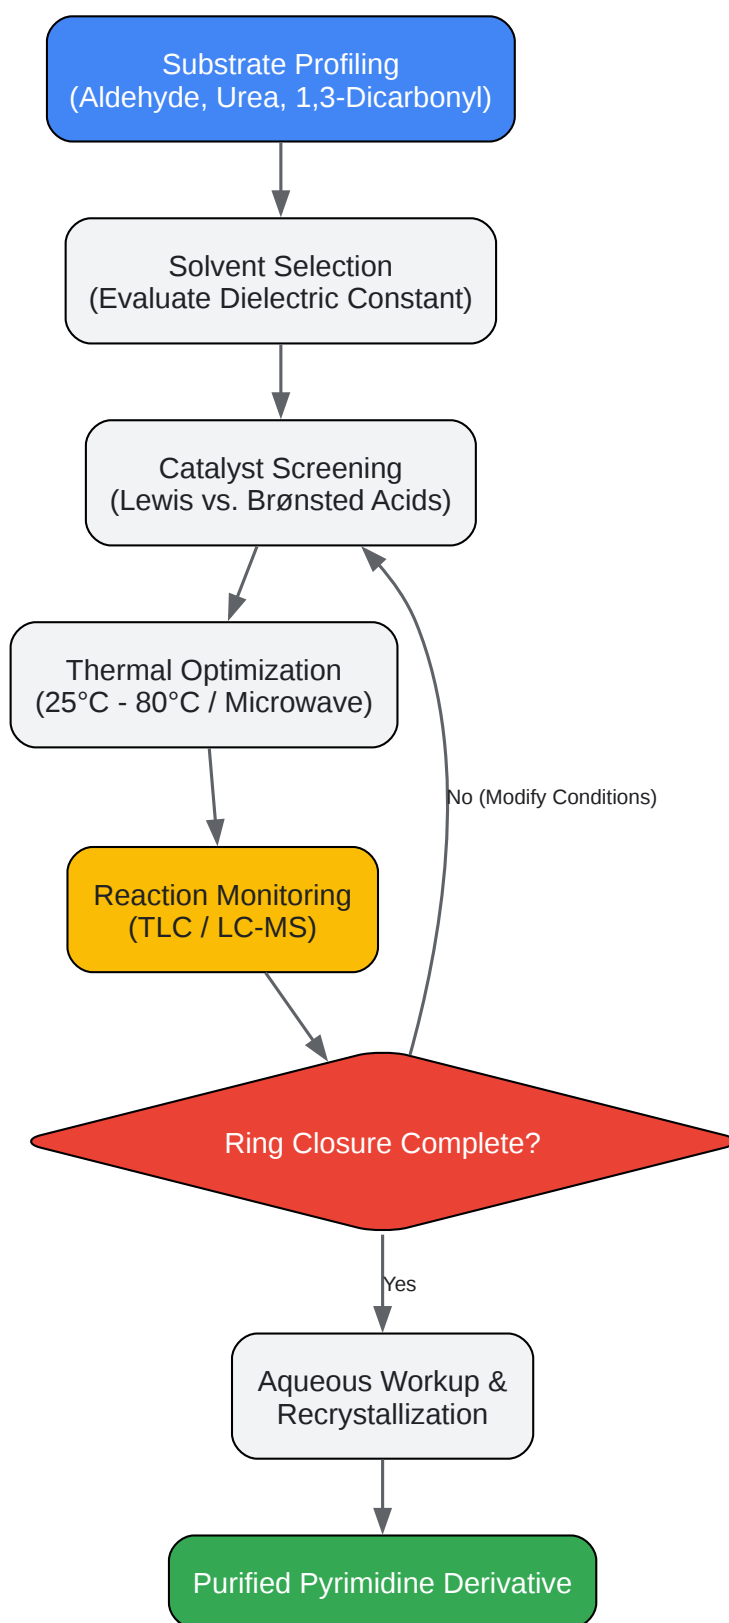 Substrate Profiling
(Aldehyde, Urea, 1,3-Dicarbonyl)
Solvent Selection
(Evaluate Dielectric Constant)
Catalyst Screening
(Lewis vs. Brønsted Acids)
Thermal Optimization
(25°C - 80°C / Microwave)
No (Modify Conditions)
Reaction Monitoring
(TLC / LC-MS)
Ring Closure Complete?
Yes
Aqueous Workup &
Recrystallization
Purified Pyrimidine Derivative